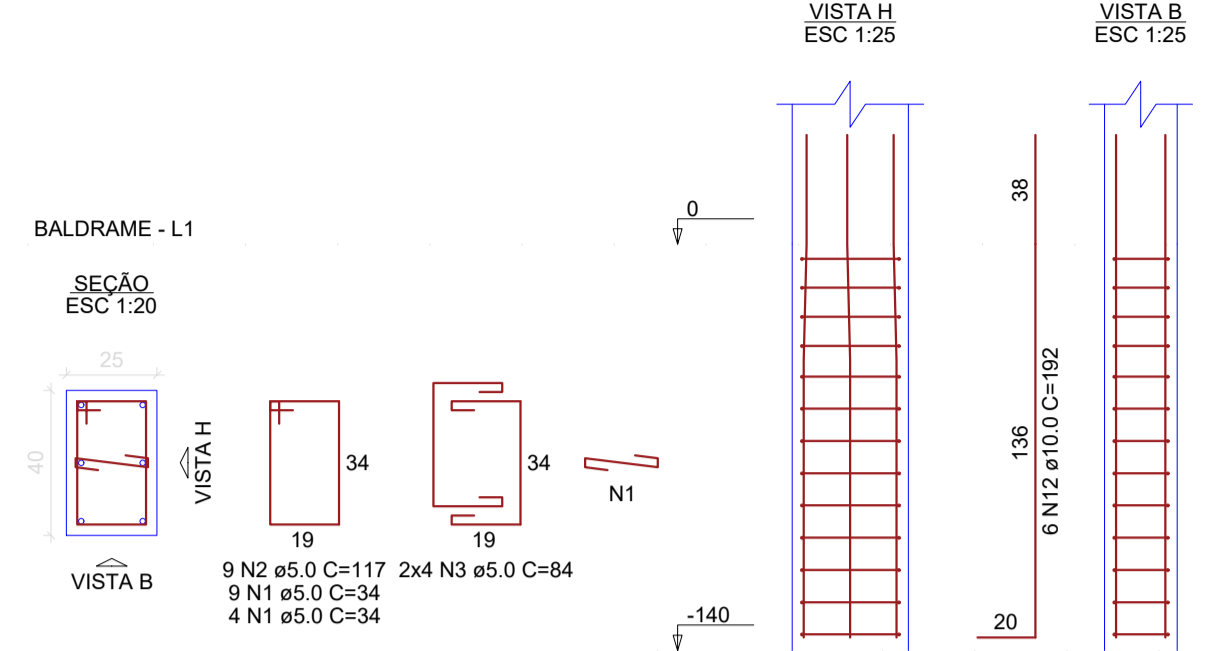 VISTA H
ESC 1:25
VISTA B
ESC 1:25
BALDRAME - L1
0
38
SEÇÃO
ESC 1:20
25
40
VISTA H
VISTA B
34
19
9 N2 ø5.0 C=117
9 N1 ø5.0 C=34
4 N1 ø5.0 C=34
34
19
2x4 N3 ø5.0 C=84
N1
136
6 N12 ø10.0 C=192
-140
20